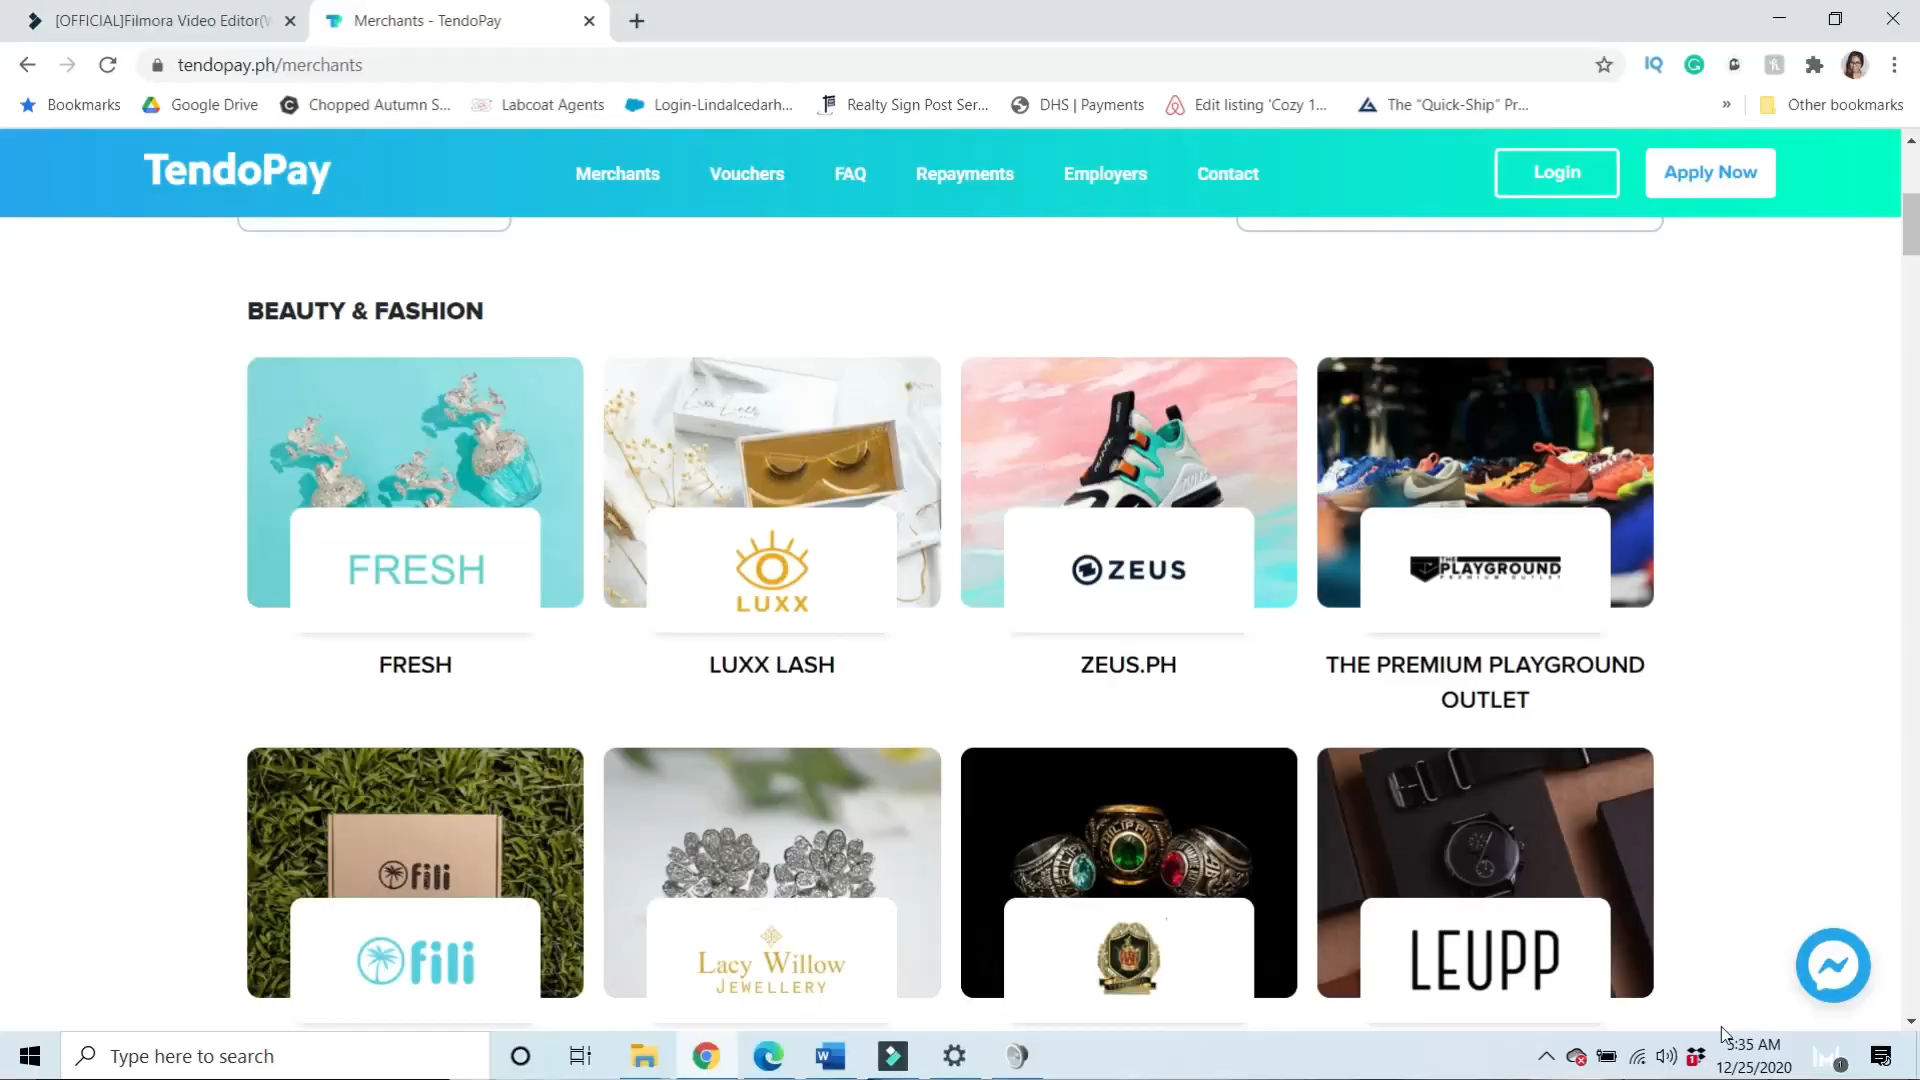 [OFFICIAL]Filmora Video Editor(
Merchants - TendoPay
tendopay.ph/merchants
Bookmarks
Google Drive
Chopped Autumn S...
Labcoat Agents
Login-Lindalcedarh...
Realty Sign Post Ser...
DHS | Payments
Edit listing 'Cozy 1...
The "Quick-Ship" Pr...
»
Other bookmarks
TendoPay
Merchants
Vouchers
FAQ
Repayments
Employers
Contact
Login
Apply Now
BEAUTY & FASHION
FRESH
LUXX
ZEUS
THE
PLAYGROUND
PREMIUM OUTLET
FRESH
LUXX LASH
ZEUS.PH
THE PREMIUM PLAYGROUND
OUTLET
fili
fili
Lacy Willow
JEWELLERY
LEUPP
Type here to search
5:35 AM
12/25/2020